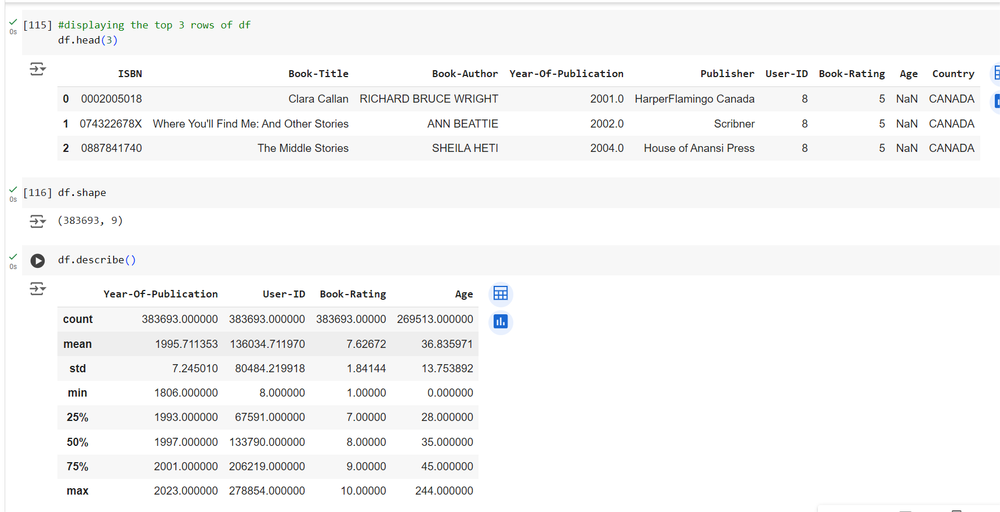 [115] #displaying the top 3 rows of df
0s
df.head(3)
ISBN Book-Title Book-Author Year-Of-Publication Publisher User-ID Book-Rating Age Country
0 0002005018 Clara Callan RICHARD BRUCE WRIGHT 2001.0 HarperFlamingo Canada 8 5 NaN CANADA
1 074322678X Where You'll Find Me: And Other Stories ANN BEATTIE 2002.0 Scribner 8 5 NaN CANADA
2 0887841740 The Middle Stories SHEILA HETI 2004.0 House of Anansi Press 8 5 NaN CANADA
[116] df.shape
0s
(383693, 9)
df.describe()
0s
Year-Of-Publication User-ID Book-Rating Age
count 383693.000000 383693.000000 383693.00000 269513.000000
mean 1995.711353 136034.711970 7.62672 36.835971
std 7.245010 80484.219918 1.84144 13.753892
min 1806.000000 8.000000 1.00000 0.000000
25% 1993.000000 67591.000000 7.00000 28.000000
50% 1997.000000 133790.000000 8.00000 35.000000
75% 2001.000000 206219.000000 9.00000 45.000000
max 2023.000000 278854.000000 10.00000 244.000000